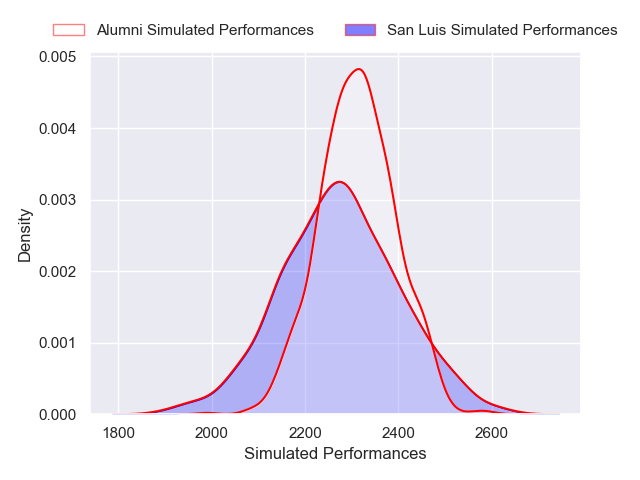 Alumni Simulated Performances San Luis Simulated Performances
0.005
0.004
0.003
0.002
0.001
0.000
Density
1800 2000 2200 2400 2600
Simulated Performances